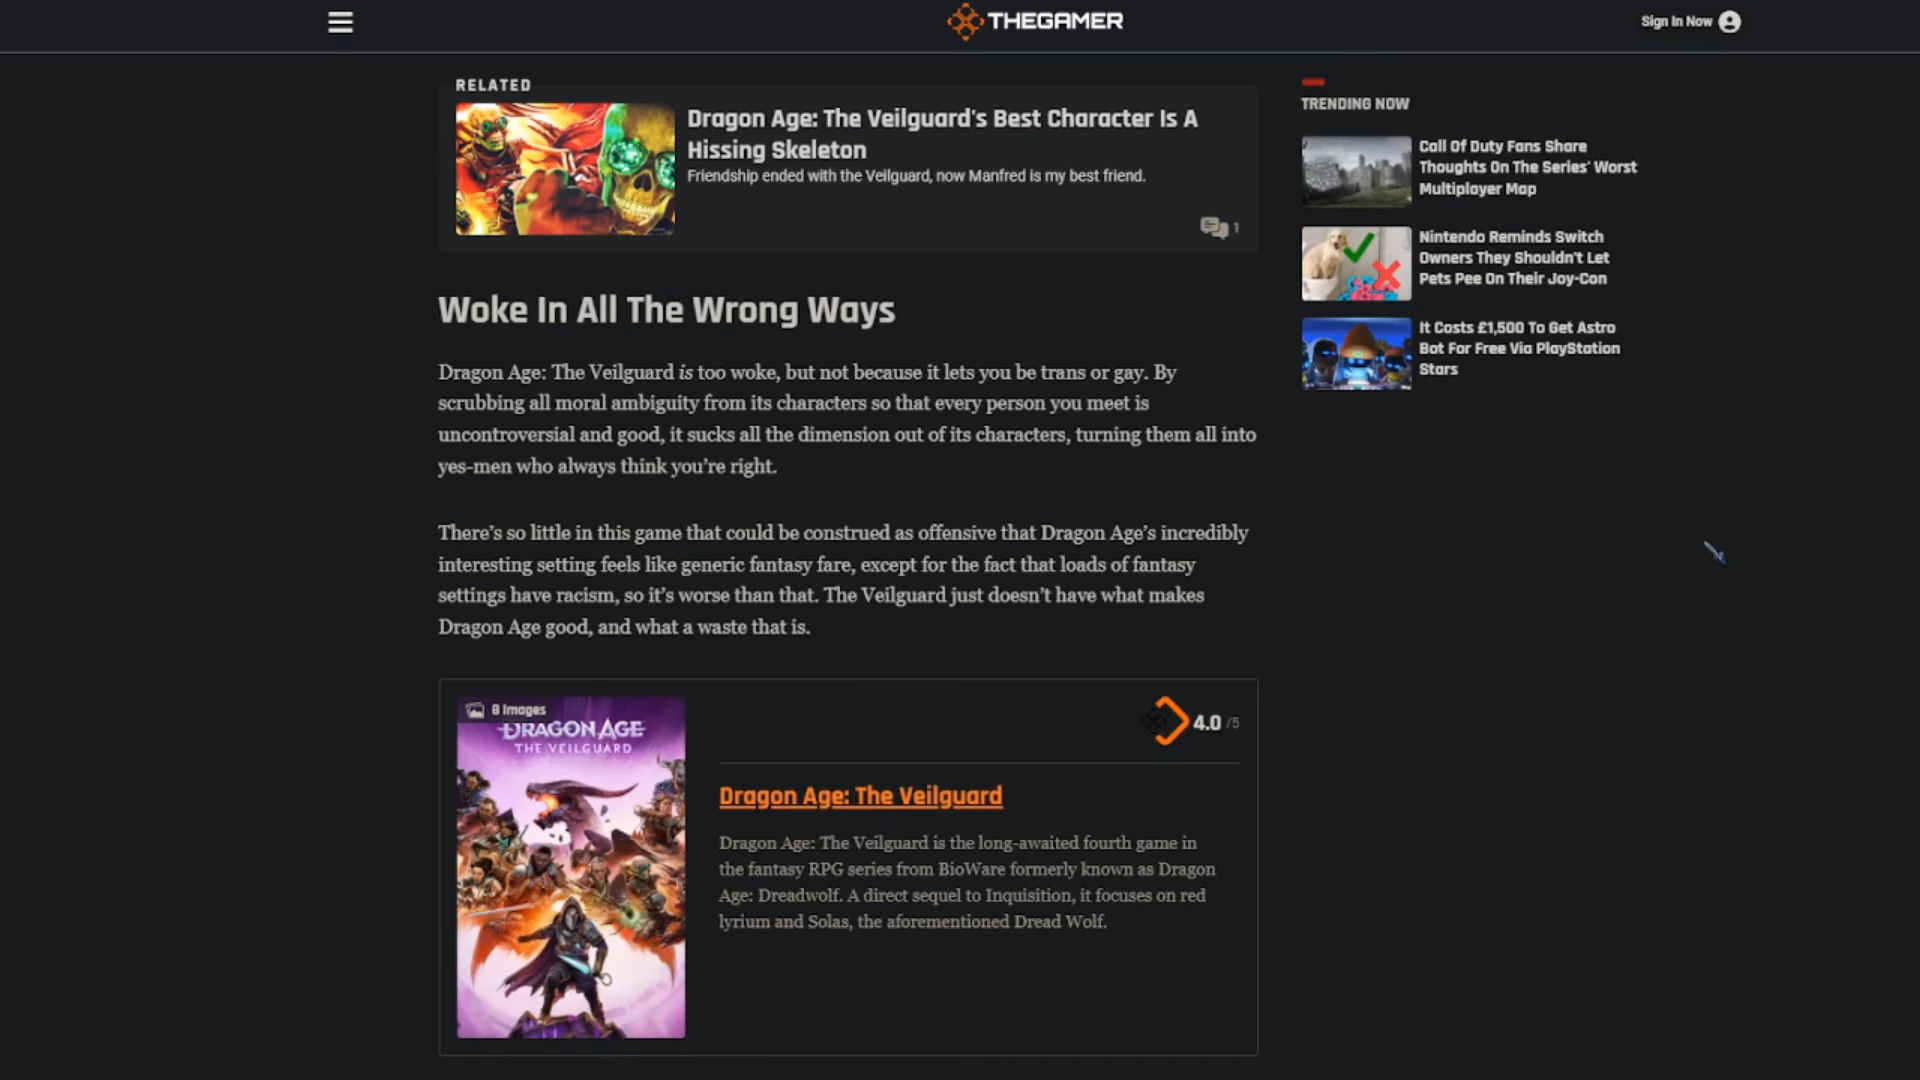 THEGAMER
Sign In Now
RELATED
Dragon Age: The Veilguard's Best Character Is A
Hissing Skeleton
Friendship ended with the Veilguard, now Manfred is my best friend.
1
Woke In All The Wrong Ways
Dragon Age: The Veilguard is too woke, but not because it lets you be trans or gay. By
scrubbing all moral ambiguity from its characters so that every person you meet is
uncontroversial and good, it sucks all the dimension out of its characters, turning them all into
yes-men who always think you’re right.
There’s so little in this game that could be construed as offensive that Dragon Age’s incredibly
interesting setting feels like generic fantasy fare, except for the fact that loads of fantasy
settings have racism, so it’s worse than that. The Veilguard just doesn’t have what makes
Dragon Age good, and what a waste that is.
8 Images
DRAGON AGE
THE VEILGUARD
4.0 /5
Dragon Age: The Veilguard
Dragon Age: The Veilguard is the long-awaited fourth game in
the fantasy RPG series from BioWare formerly known as Dragon
Age: Dreadwolf. A direct sequel to Inquisition, it focuses on red
lyrium and Solas, the aforementioned Dread Wolf.
TRENDING NOW
Call Of Duty Fans Share
Thoughts On The Series' Worst
Multiplayer Map
Nintendo Reminds Switch
Owners They Shouldn't Let
Pets Pee On Their Joy-Con
It Costs £1,500 To Get Astro
Bot For Free Via PlayStation
Stars